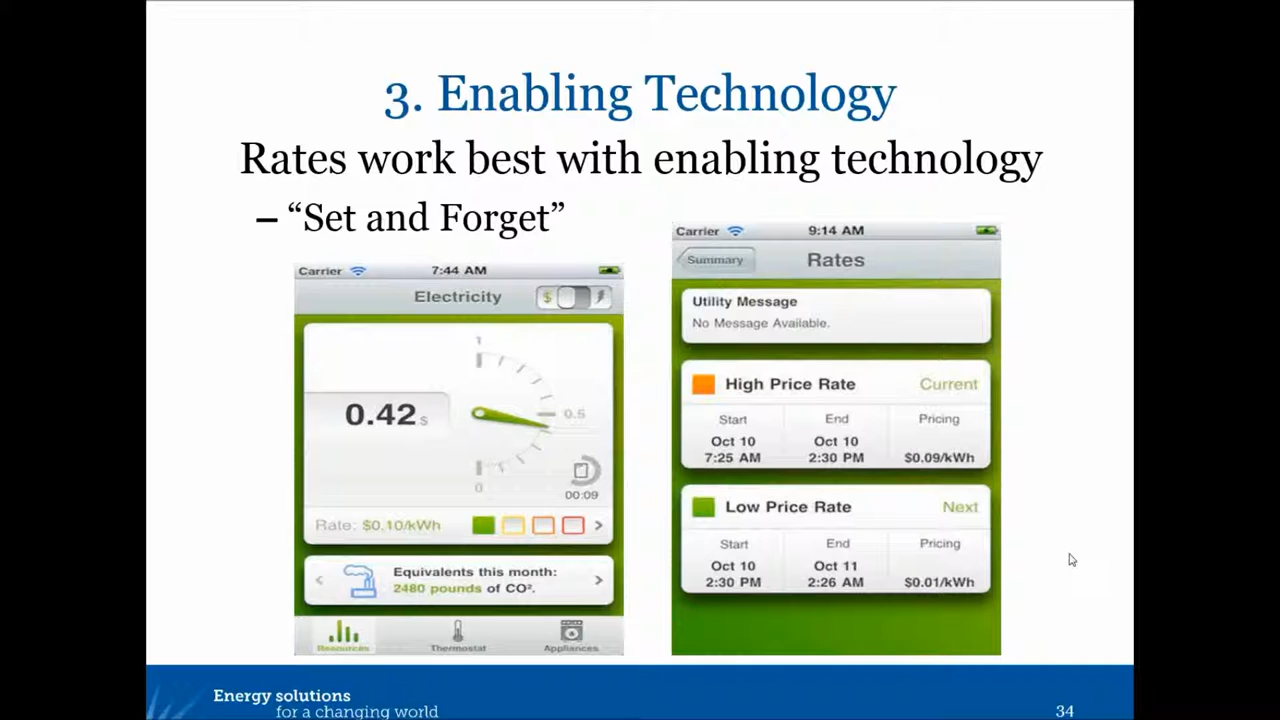 3. Enabling Technology
Rates work best with enabling technology
– “Set and Forget”
Carrier 7:44 AM
Electricity $
1
0.42 $
0.5
0
00:09
Rate: $0.10/kWh >
< Equivalents this month: >
2480 pounds of CO².
Resources Thermostat Appliances
Carrier 9:14 AM
Summary Rates
Utility Message
No Message Available.
High Price Rate Current
Start End Pricing
Oct 10 Oct 10
7:25 AM 2:30 PM $0.09/kWh
Low Price Rate Next
Start End Pricing
Oct 10 Oct 11
2:30 PM 2:26 AM $0.01/kWh
Energy solutions
for a changing world
34